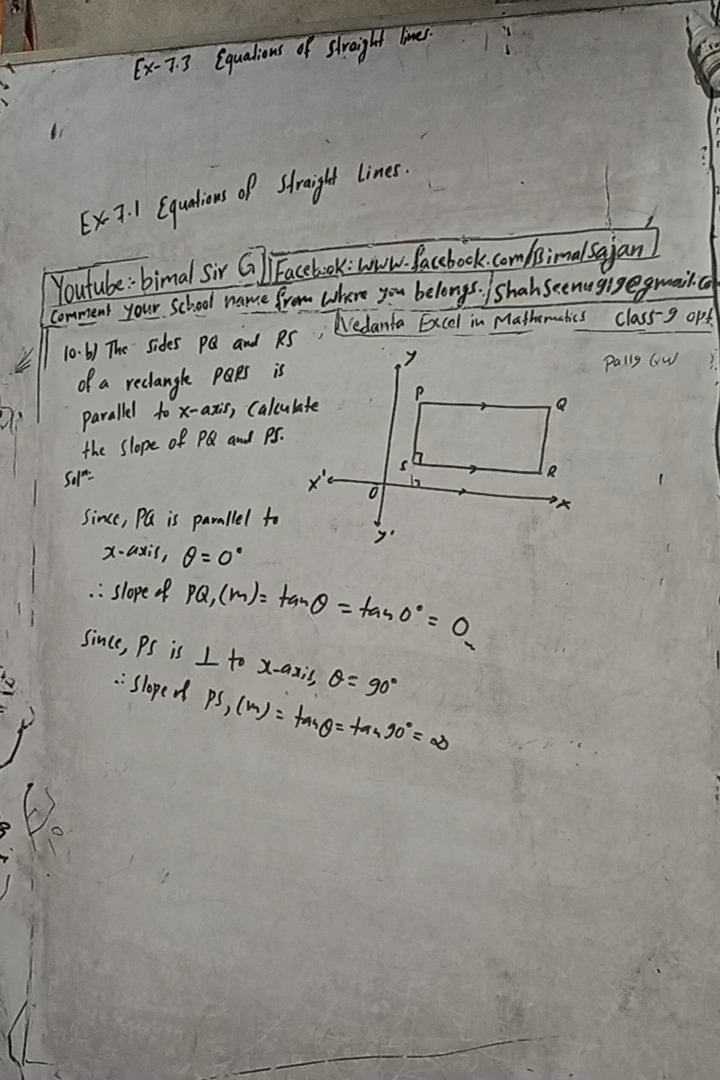 Ex-7.3 Equations of straight lines.
Ex-7.1 Equations of straight Lines.
Youtube:- bimal Sir G Facebook: www.facebook.com/Bimalsajan
Comment your School name from where you belongs. / Shahseenu919@gmail.co
Vedanta Excel in Mathematics class-9 opt
10.b) The sides PQ and RS
of a rectangle PQRS is
parallel to x-axis, Calculate
the slope of PQ and PS.
Solⁿ:-
Y
P
Q
S
R
X'
O
X
Y'
Since, PQ is parallel to
x-axis, θ = 0°
∴ slope of PQ, (m) = tanθ = tan 0° = 0
Since, PS is ⊥ to x-axis, θ = 90°
∴ slope of PS, (m) = tanθ = tan 90° = ∞